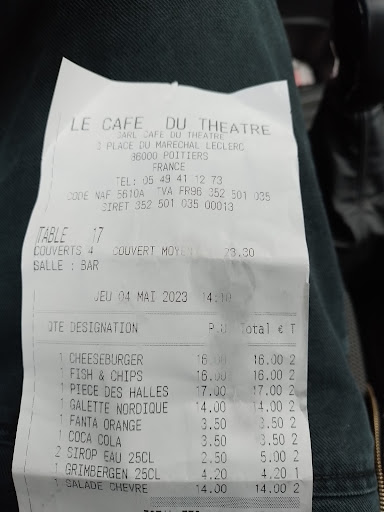 LE CAFE DU THEATRE
SARL CAFE DU THEATRE
1 PLACE DU MARECHAL LECLERC
86000 POITIERS
FRANCE
TEL: 05 49 41 12 73
CODE NAF 5610A TVA FR96 352 501 035
SIRET 352 501 035 00013
TABLE 17
COUVERTS 4 COUVERT MOYEN 23.30
SALLE : BAR
JEU 04 MAI 2023 14:10
QTE DESIGNATION P.U Total € T
1 CHEESEBURGER 16.00 16.00 2
1 FISH & CHIPS 16.00 16.00 2
1 PIECE DES HALLES 17.00 17.00 2
1 GALETTE NORDIQUE 14.00 14.00 2
1 FANTA ORANGE 3.50 3.50 2
1 COCA COLA 3.50 3.50 2
2 SIROP EAU 25CL 2.50 5.00 2
1 GRIMBERGEN 25CL 4.20 4.20 1
1 SALADE CHEVRE 14.00 14.00 2